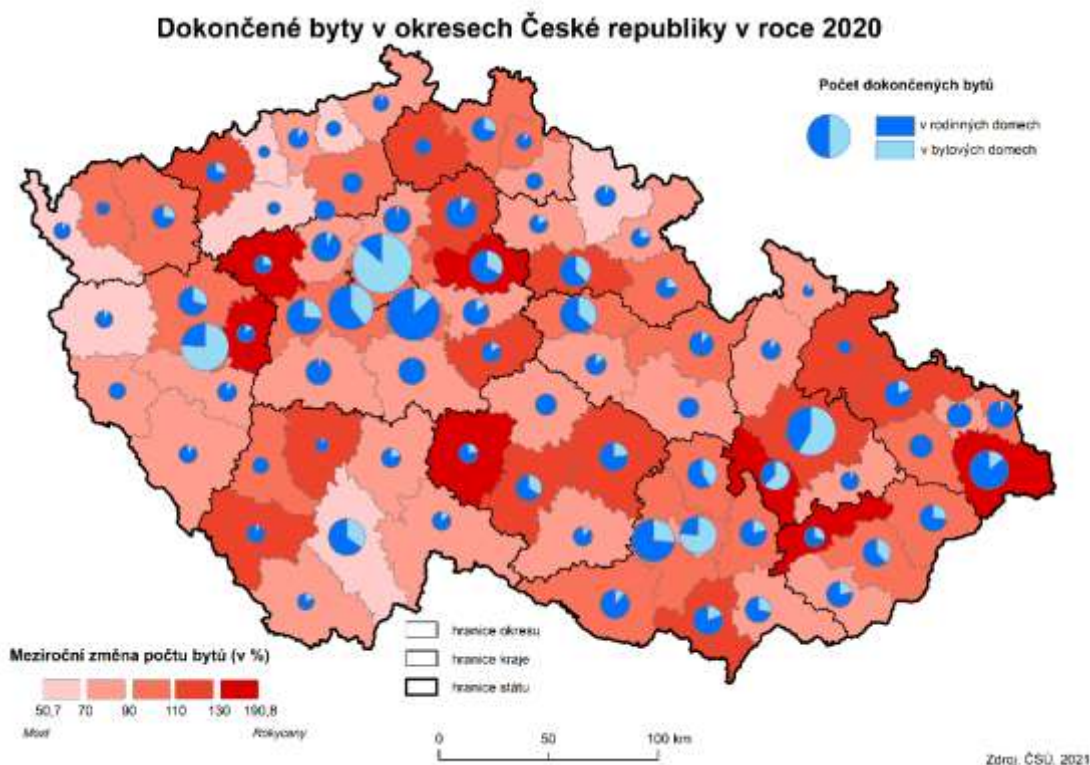 Dokončené byty v okresech České republiky v roce 2020
Počet dokončených bytů
v rodinných domech
v bytových domech
hranice okresu
hranice kraje
hranice státu
Meziroční změna počtu bytů (v %)
50,7 70 90 110 130 190,8
Most Rokycany
0 50 100 km
Zdroj: ČSÚ, 2021